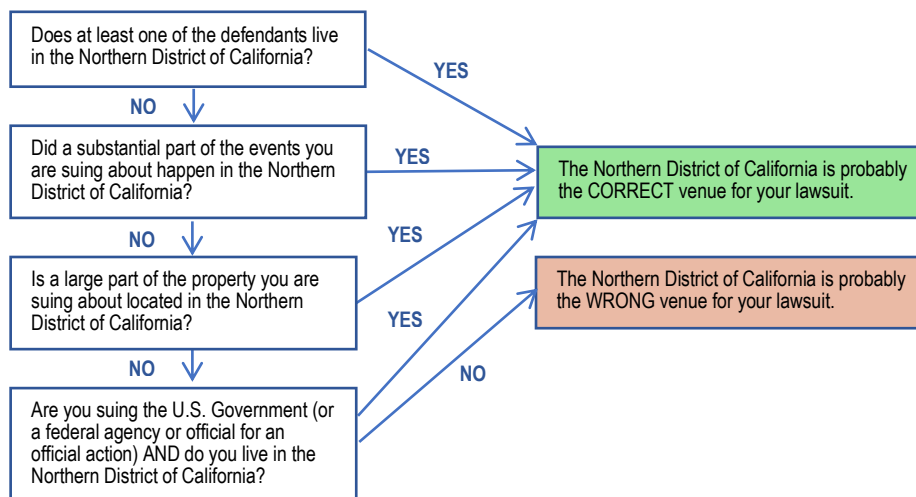 Does at least one of the defendants live
in the Northern District of California?
YES
NO
Did a substantial part of the events you
are suing about happen in the Northern
District of California?
YES
The Northern District of California is probably
the CORRECT venue for your lawsuit.
NO
YES
Is a large part of the property you are
suing about located in the Northern
District of California?
The Northern District of California is probably
the WRONG venue for your lawsuit.
YES
NO
NO
Are you suing the U.S. Government (or
a federal agency or official for an
official action) AND do you live in the
Northern District of California?